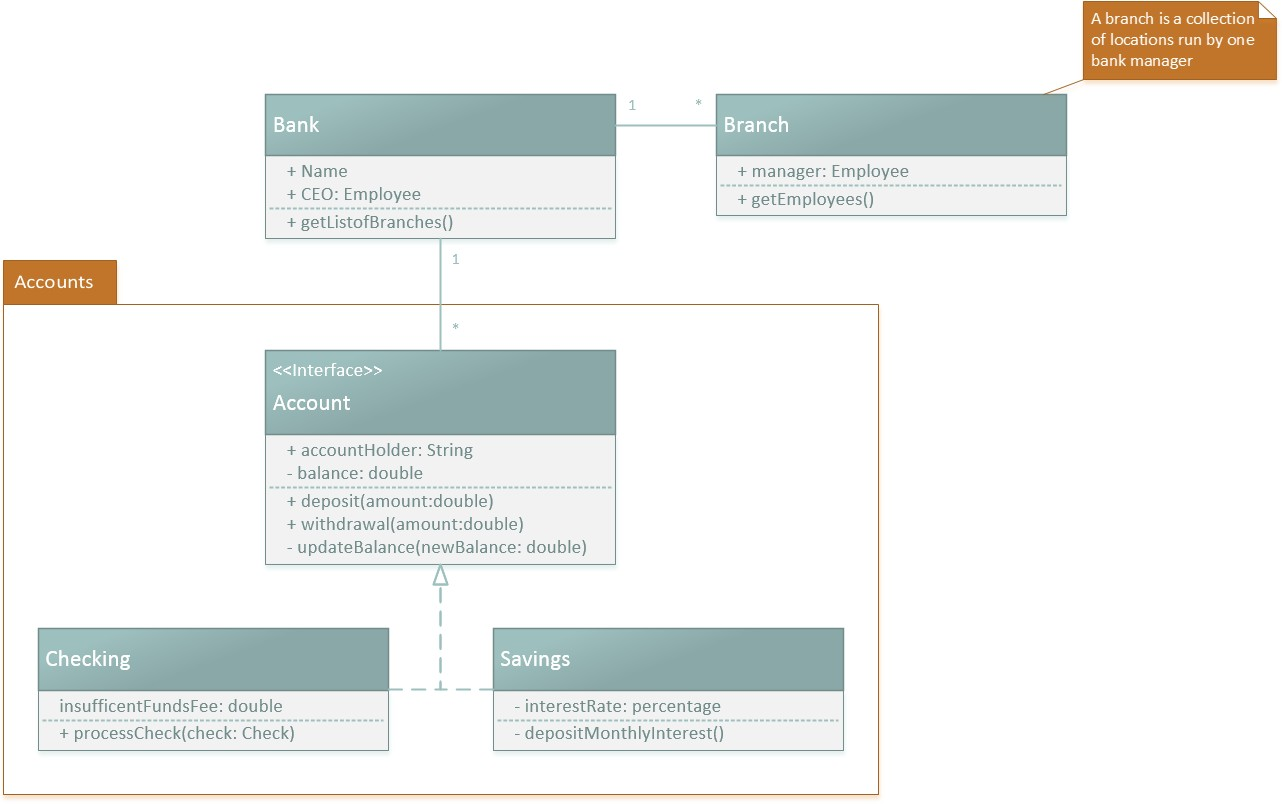 A branch is a collection
of locations run by one
bank manager
Bank
1
*
Branch
+ Name
+ CEO: Employee
+ getListofBranches()
+ manager: Employee
+ getEmployees()
1
Accounts
*
<<Interface>>
Account
+ accountHolder: String
- balance: double
+ deposit(amount:double)
+ withdrawal(amount:double)
- updateBalance(newBalance: double)
Checking
insufficentFundsFee: double
+ processCheck(check: Check)
Savings
- interestRate: percentage
- depositMonthlyInterest()